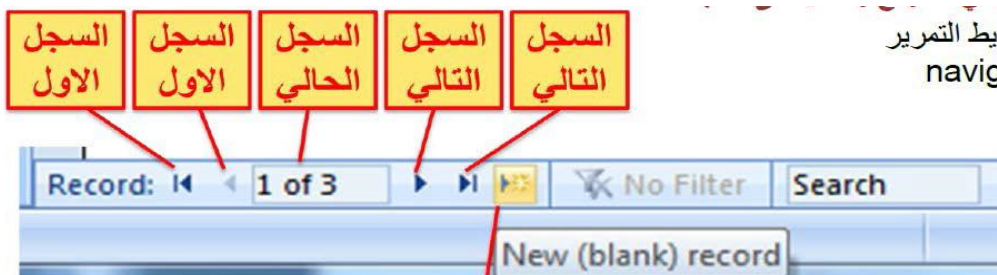 يط التمرير
navig
السجل الاول
السجل الاول
السجل الحالي
السجل التالي
السجل التالي
Record: 1 of 3 No Filter Search
New (blank) record